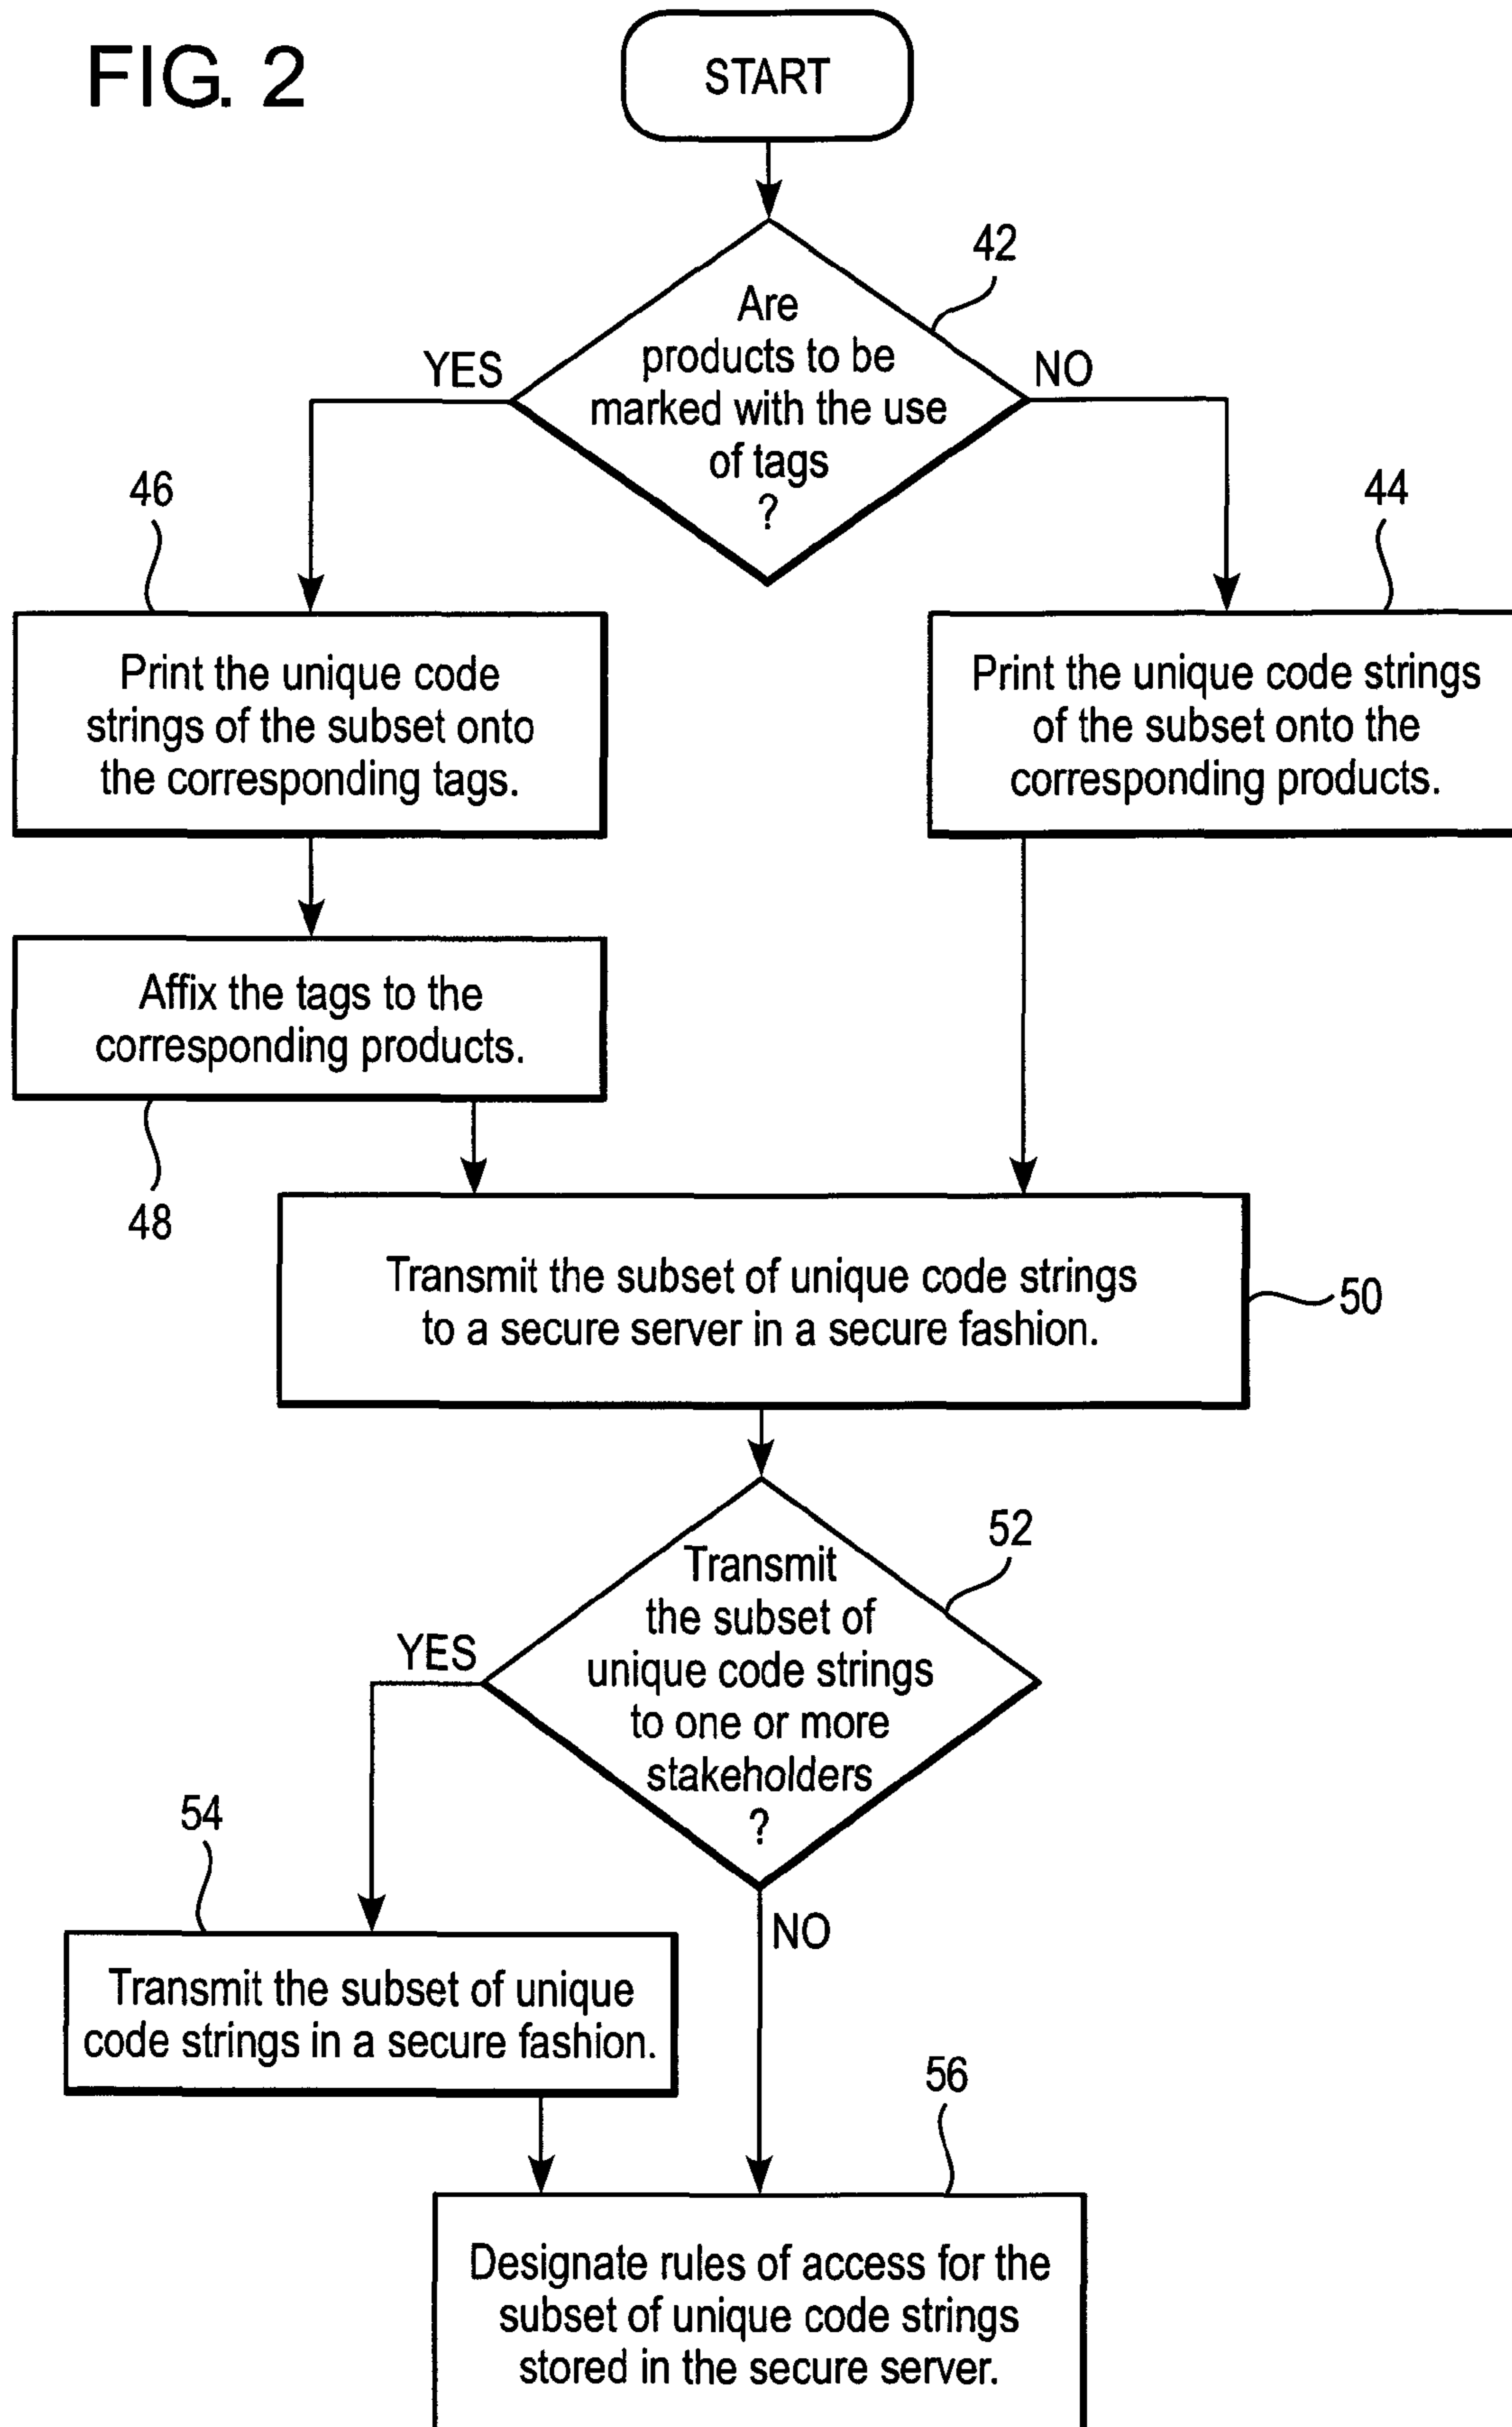 FIG. 2
START
42
Are
products to be
marked with the use
of tags
?
YES
NO
46
44
Print the unique code
strings of the subset onto
the corresponding tags.
Print the unique code strings
of the subset onto the
corresponding products.
Affix the tags to the
corresponding products.
48
Transmit the subset of unique code strings
to a secure server in a secure fashion.
50
52
Transmit
the subset of
unique code strings
to one or more
stakeholders
?
YES
NO
54
Transmit the subset of unique
code strings in a secure fashion.
56
Designate rules of access for the
subset of unique code strings
stored in the secure server.